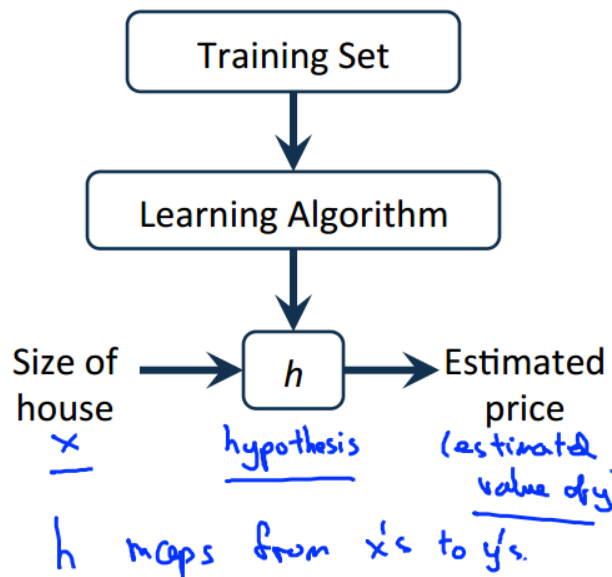 Training Set
Learning Algorithm
Size of house
h
Estimated price
x
hypothesis
(estimated value of y)
h maps from x's to y's.